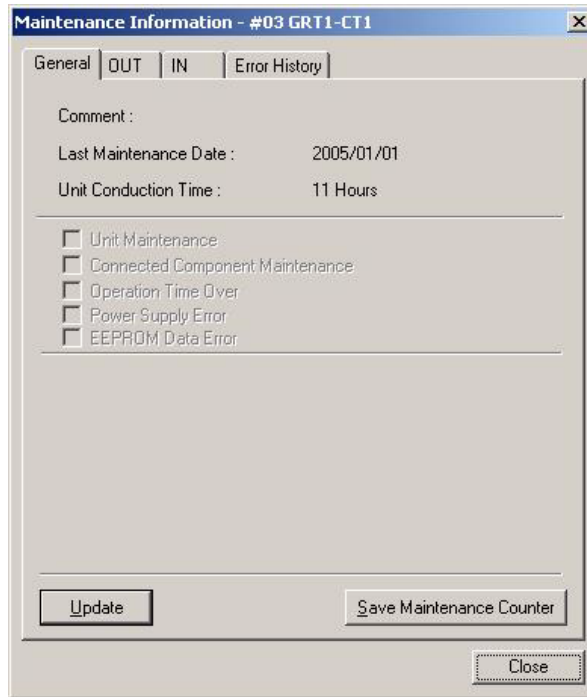 Maintenance Information - #03 GRT1-CT1
General OUT IN Error History
Comment :
Last Maintenance Date : 2005/01/01
Unit Conduction Time : 11 Hours
Unit Maintenance
Connected Component Maintenance
Operation Time Over
Power Supply Error
EEPROM Data Error
Update Save Maintenance Counter
Close